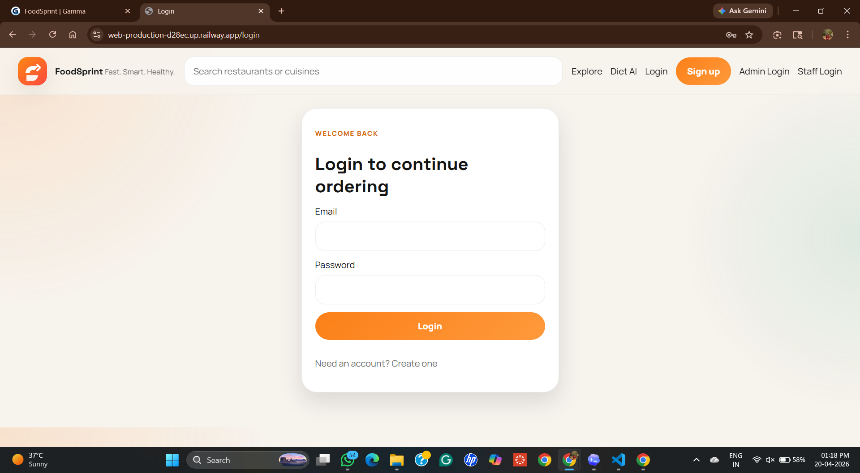 FoodSprint | Gamma
Login
Ask Gemini
web-production-d28ec.up.railway.app/login
FoodSprint Fast. Smart. Healthy.
Search restaurants or cuisines
Explore Diet AI Login Sign up Admin Login Staff Login
WELCOME BACK
Login to continue
ordering
Email
Password
Login
Need an account? Create one
37°C
Sunny
Search
ENG
IN
58%
01:18 PM
20-04-2026